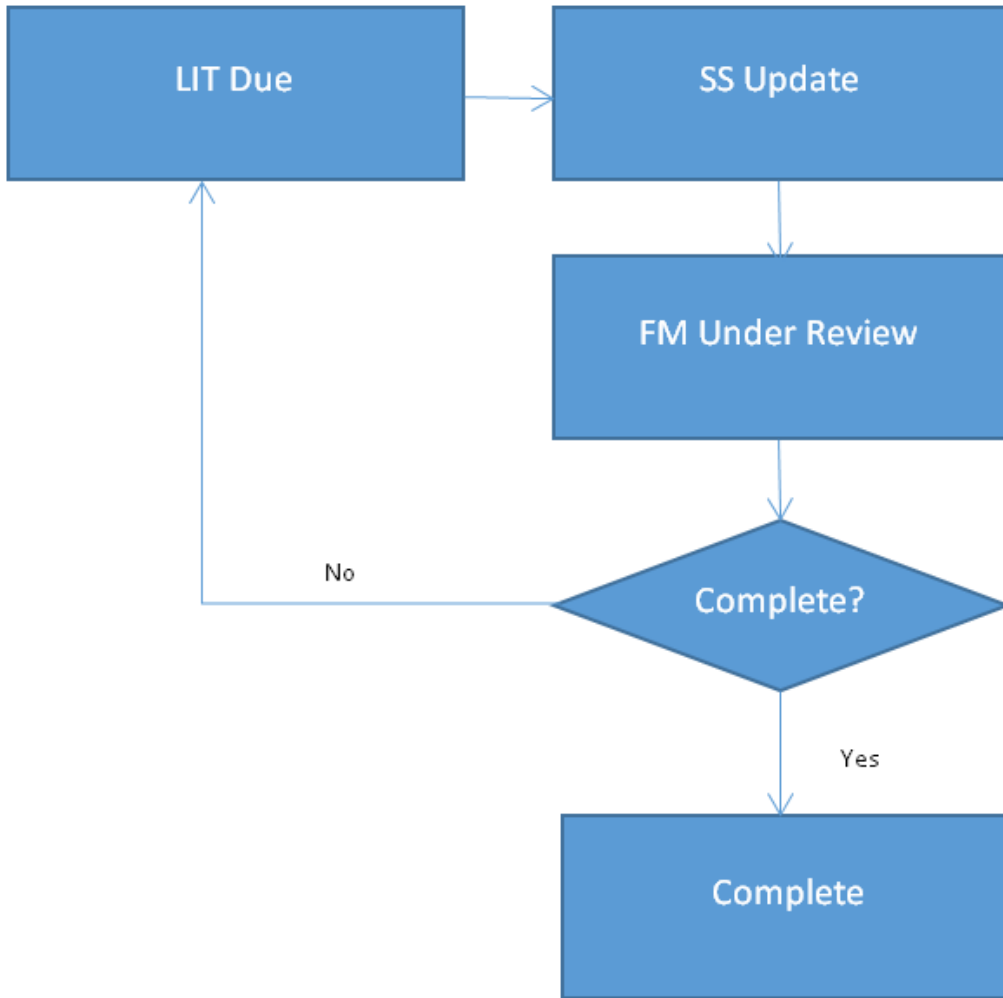 LIT Due
SS Update
FM Under Review
Complete?
No
Yes
Complete